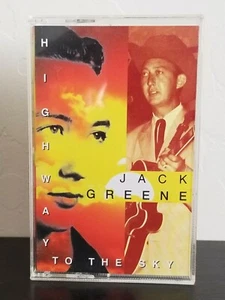 HIGHWAY
TO THE SKY
JACK
GREENE